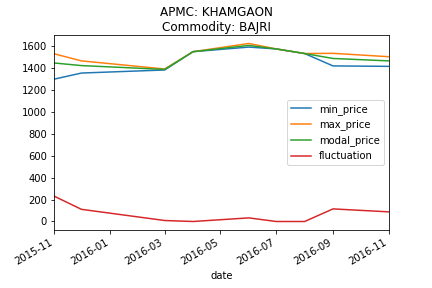 APMC: KHAMGAON
Commodity: BAJRI
1600
1400
1200
1000
800
600
400
200
0
min_price
max_price
modal_price
fluctuation
2015-11
2016-01
2016-03
2016-05
2016-07
2016-09
2016-11
date